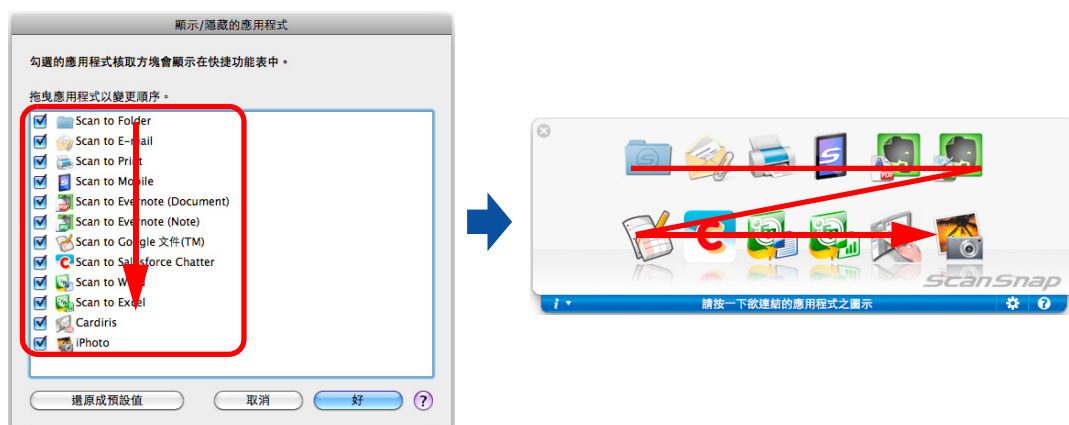 顯示/隱藏的應用程式
勾選的應用程式核取方塊會顯示在快捷功能表中。
拖曳應用程式以變更順序。
Scan to Folder
Scan to E-mail
Scan to Print
Scan to Mobile
Scan to Evernote (Document)
Scan to Evernote (Note)
Scan to Google 文件(TM)
Scan to Salesforce Chatter
Scan to Word
Scan to Excel
Cardiris
iPhoto
還原成預設值
取消
好
?
ScanSnap
i
請按一下欲連結的應用程式之圖示
?